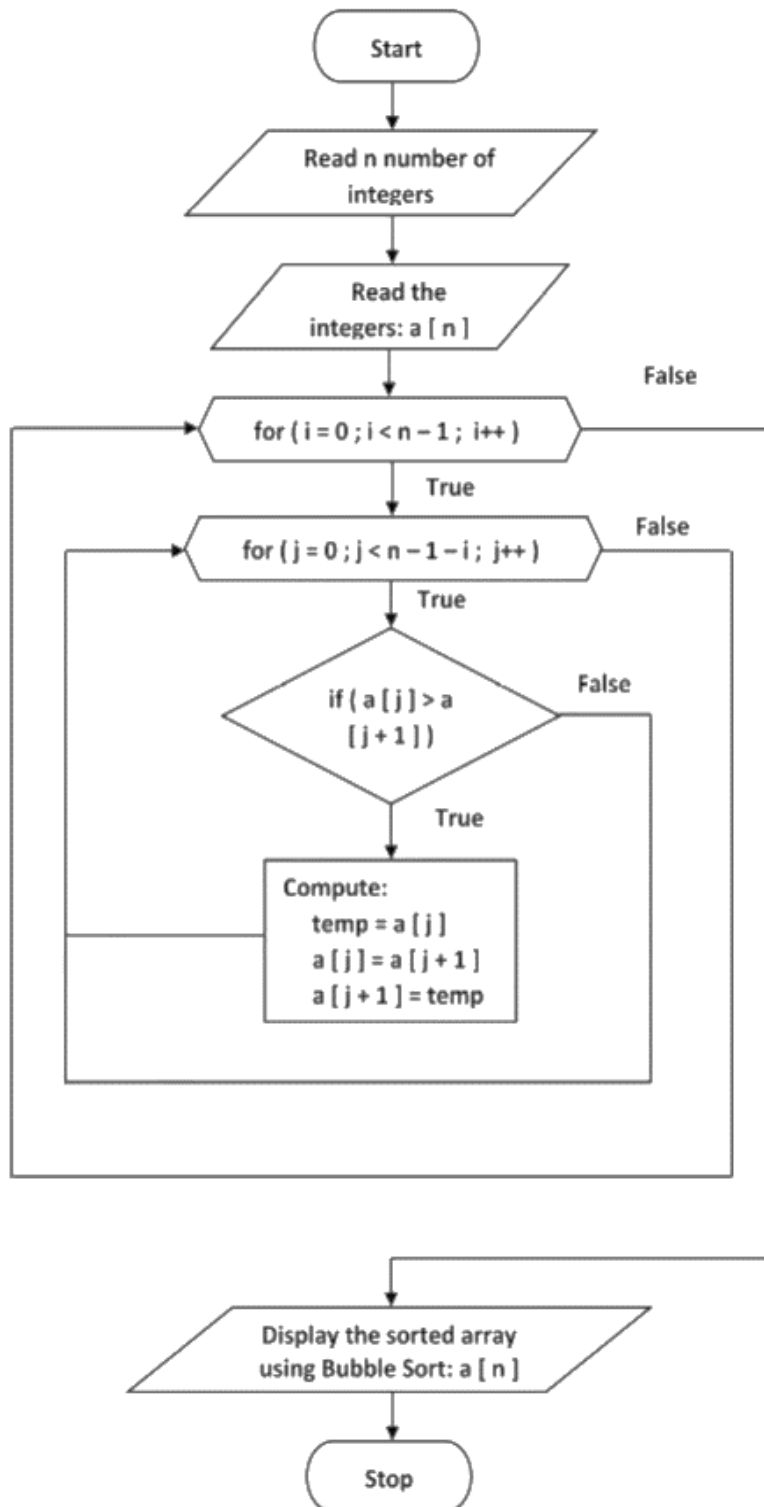 Start
Read n number of
integers
Read the
integers: a [ n ]
False
for ( i = 0 ; i < n – 1 ;  i++ )
True
False
for ( j = 0 ; j < n – 1 – i ;  j++ )
True
if ( a [ j ] > a
[ j + 1 ] )
False
True
Compute:
temp = a [ j ]
a [ j ] = a [ j + 1 ]
a [ j + 1 ] = temp
Display the sorted array
using Bubble Sort: a [ n ]
Stop